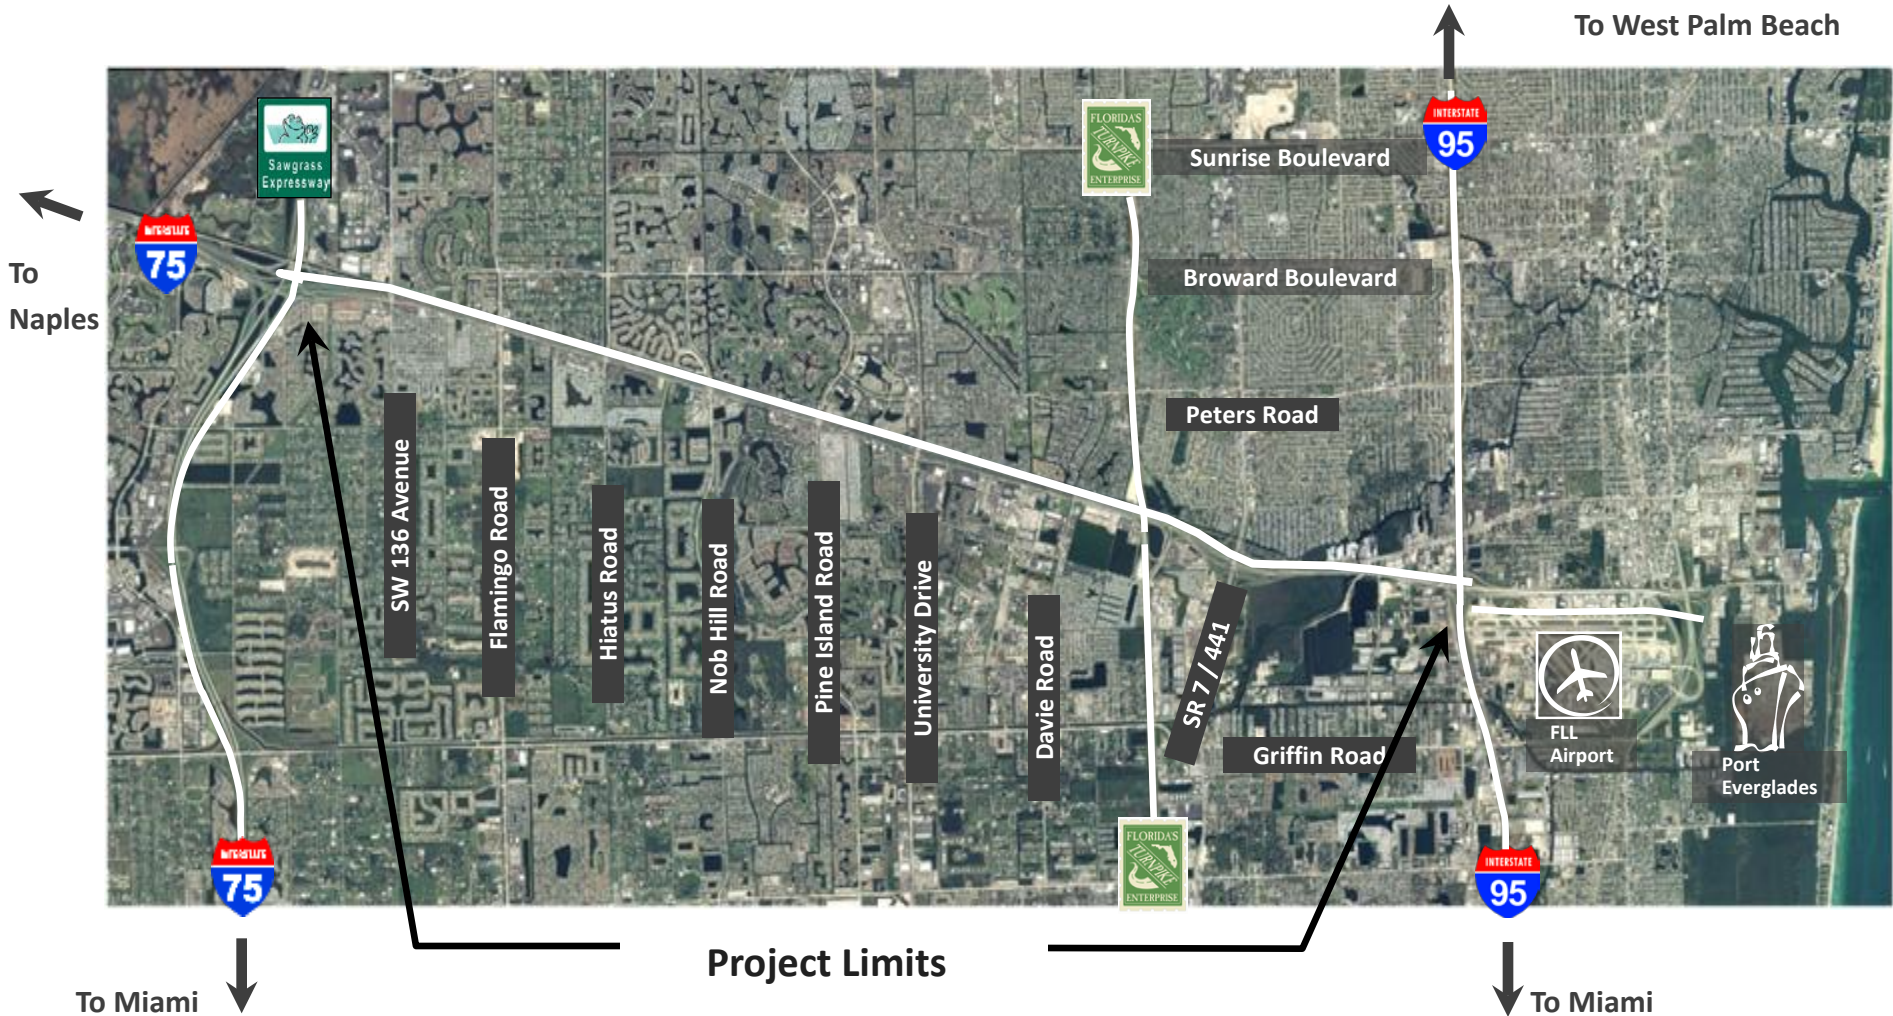 To West Palm Beach
Sawgrass
Expressway
FLORIDA'S
TURNPIKE
ENTERPRISE
INTERSTATE
95
Sunrise Boulevard
INTERSTATE
75
To
Naples
Broward Boulevard
Peters Road
SW 136 Avenue
Flamingo Road
Hiatus Road
Nob Hill Road
Pine Island Road
University Drive
Davie Road
SR 7 / 441
Griffin Road
FLL
Airport
Port
Everglades
INTERSTATE
75
FLORIDA'S
TURNPIKE
ENTERPRISE
INTERSTATE
95
Project Limits
To Miami
To Miami